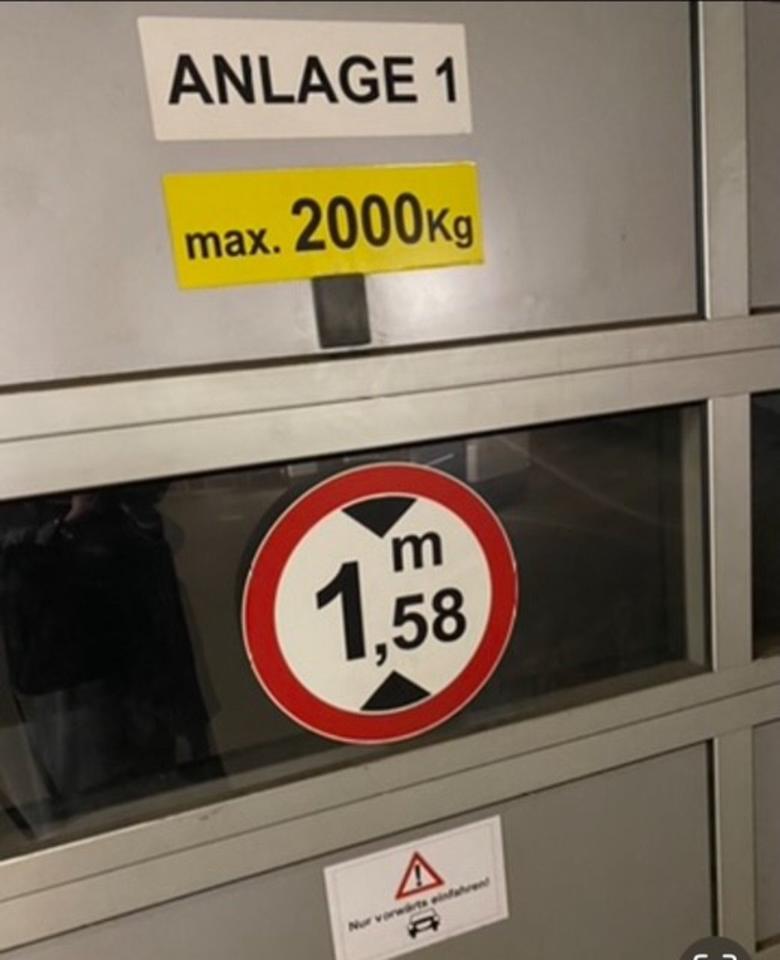 ANLAGE 1
max. 2000Kg
m
1,58
Nur vorwärts einfahren!